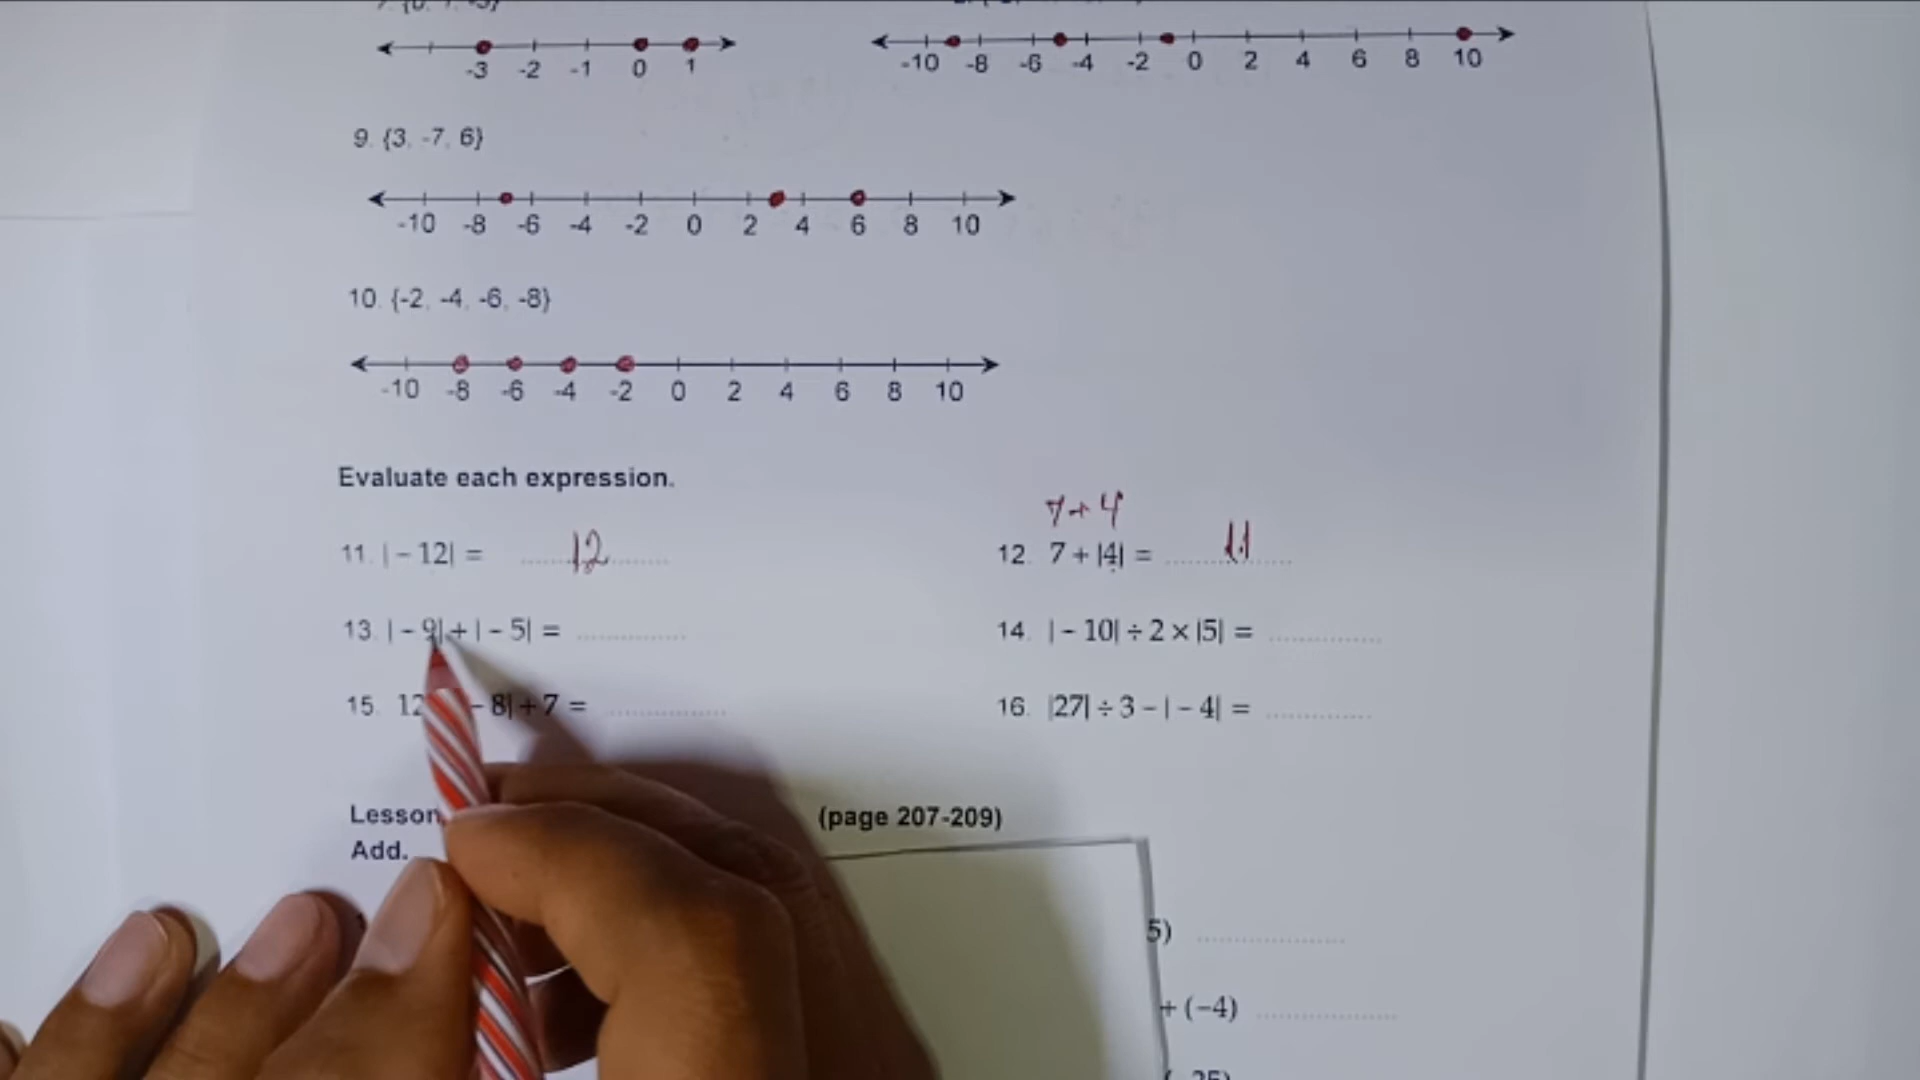 -3 -2 -1 0 1
-10 -8 -6 -4 -2 0 2 4 6 8 10
9. {3, -7, 6}
-10 -8 -6 -4 -2 0 2 4 6 8 10
10. {-2, -4, -6, -8}
-10 -8 -6 -4 -2 0 2 4 6 8 10
Evaluate each expression.
7+4
11. |−12| = 12
12. 7+|4| = 11
13. |−9|+|−5| =
14. |−10|÷2×|5| =
15. 12 − 8|+7 =
16. |27|÷3−|−4| =
Lesson (page 207-209)
Add.
5)
+ (−4)